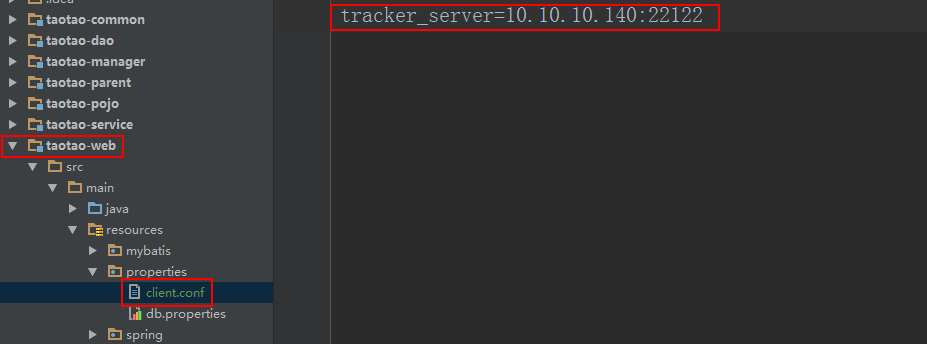 .idea
taotao-common
taotao-dao
taotao-manager
taotao-parent
taotao-pojo
taotao-service
taotao-web
src
main
java
resources
mybatis
properties
client.conf
db.properties
spring
tracker_server=10.10.10.140:22122